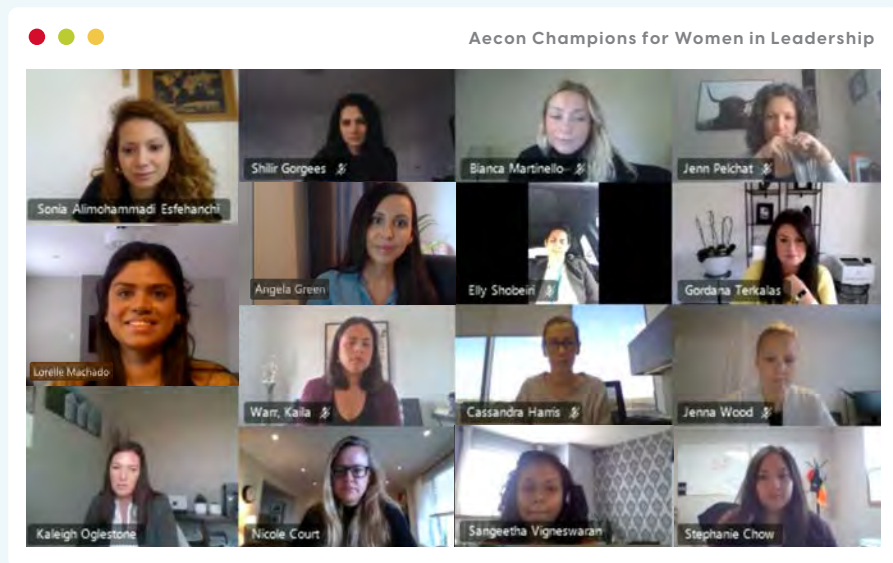 Aecon Champions for Women in Leadership
Sonia Alimohammadi Esfehanchi
Shilir Gorgees
Bianca Martinello
Jenn Pelchat
Lorelle Machado
Angela Green
Elly Shobeiri
Gordana Terkalas
Warr, Kaila
Cassandra Harris
Jenna Wood
Kaleigh Oglestone
Nicole Court
Sangeetha Vigneswaran
Stephanie Chow